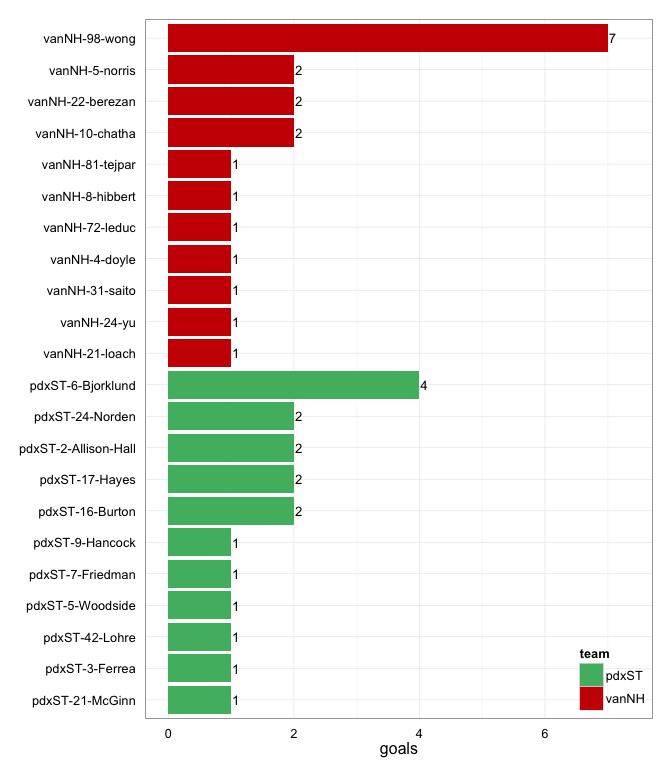 vanNH-98-wong 7
vanNH-5-norris 2
vanNH-22-berezan 2
vanNH-10-chatha 2
vanNH-81-tejpar 1
vanNH-8-hibbert 1
vanNH-72-leduc 1
vanNH-4-doyle 1
vanNH-31-saito 1
vanNH-24-yu 1
vanNH-21-loach 1
pdxST-6-Bjorklund 4
pdxST-24-Norden 2
pdxST-2-Allison-Hall 2
pdxST-17-Hayes 2
pdxST-16-Burton 2
pdxST-9-Hancock 1
pdxST-7-Friedman 1
pdxST-5-Woodside 1
pdxST-42-Lohre 1
pdxST-3-Ferrea 1
pdxST-21-McGinn 1
team
pdxST
vanNH
0 2 4 6
goals